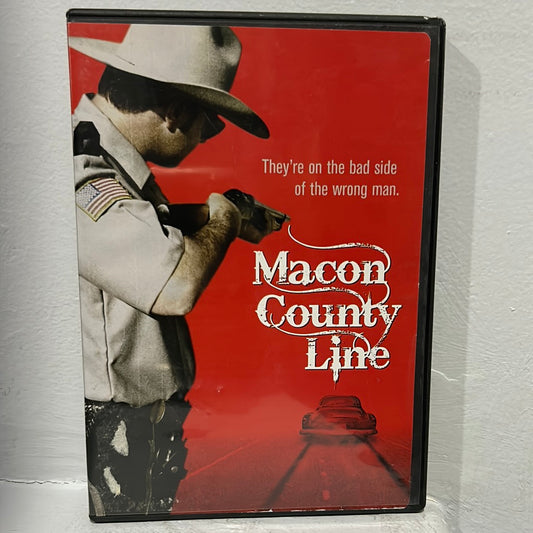 They're on the bad side
of the wrong man.
Macon
County
Line